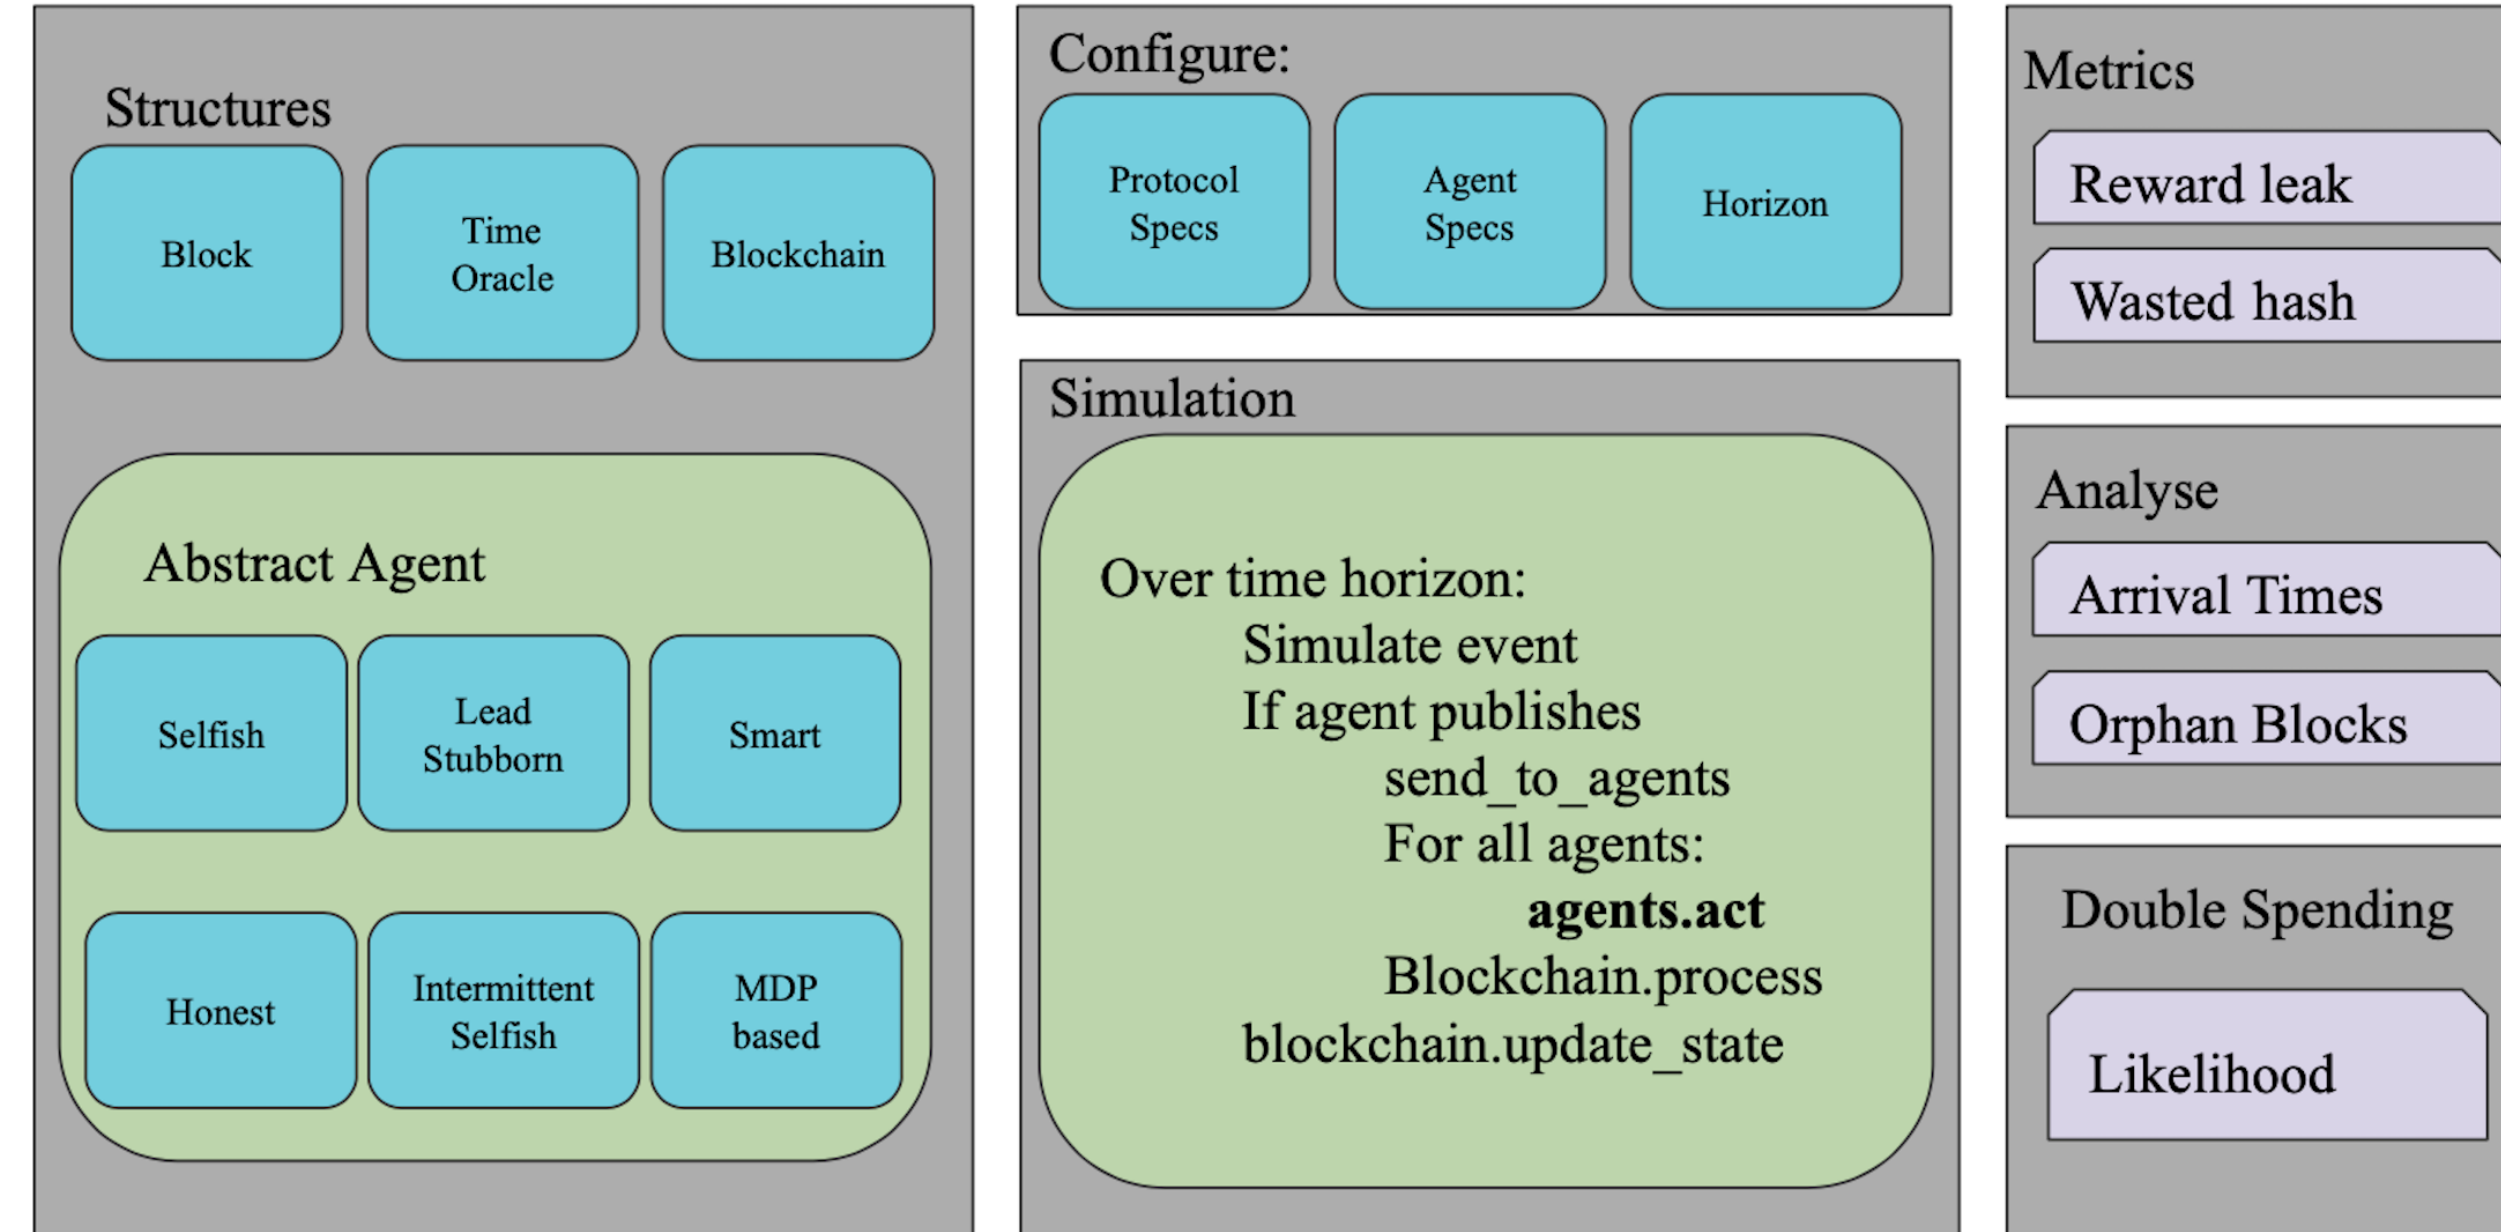 Structures
Block
Time
Oracle
Blockchain
Abstract Agent
Selfish
Lead
Stubborn
Smart
Honest
Intermittent
Selfish
MDP
based
Configure:
Protocol
Specs
Agent
Specs
Horizon
Simulation
Over time horizon:
Simulate event
If agent publishes
send_to_agents
For all agents:
agents.act
Blockchain.process
blockchain.update_state
Metrics
Reward leak
Wasted hash
Analyse
Arrival Times
Orphan Blocks
Double Spending
Likelihood